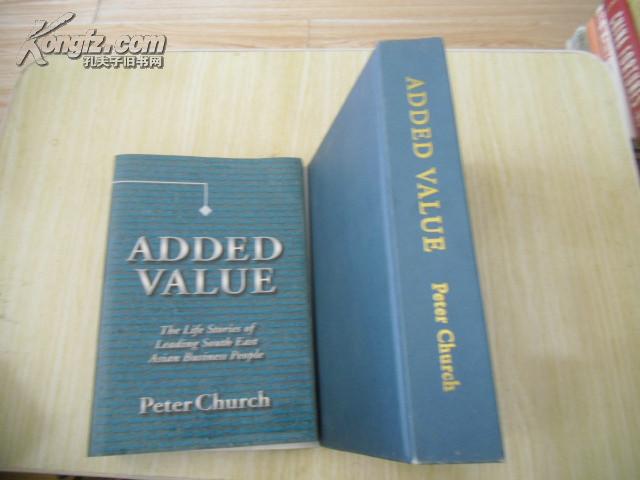 Kongfz.com
孔夫子旧书网
ADDED
VALUE
The Life Stories of
Leading South East
Asian Business People
Peter Church
ADDED VALUE Peter Church